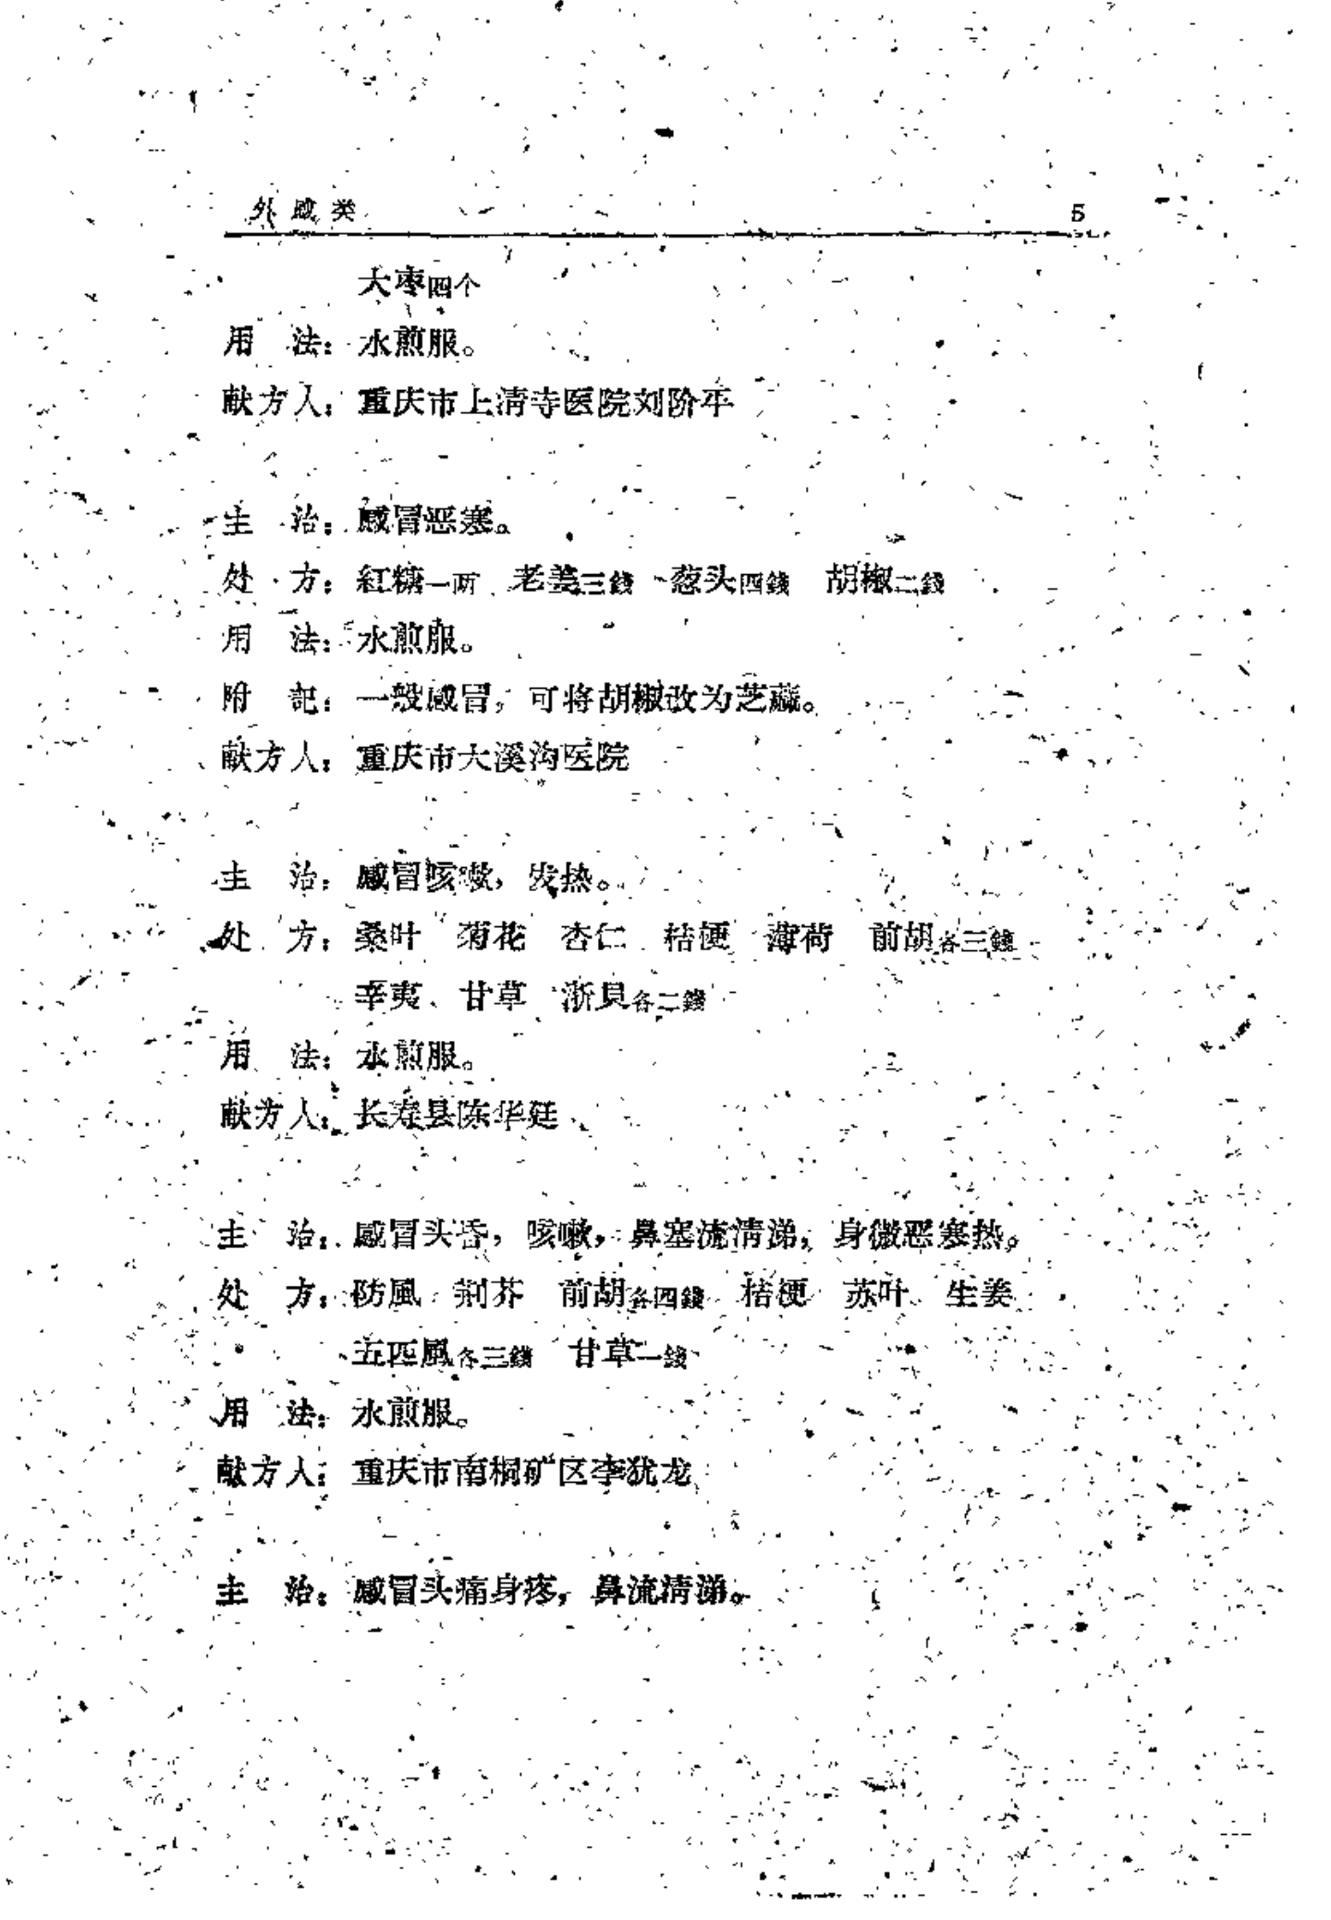 外感类 5
大枣四个
用 法：水煎服。
献方人：重庆市上清寺医院刘阶平
主 治：感冒恶寒。
处 方：紅糖一两 老姜三錢 葱头四錢 胡椒二錢
用 法：水煎服。
附 記：一般感冒，可将胡椒改为芝蔴。
献方人：重庆市大溪沟医院
主 治：感冒咳嗽，发热。
处 方：桑叶 菊花 杏仁 桔梗 薄荷 前胡各三錢
辛夷 甘草 浙貝各二錢
用 法：水煎服。
献方人：长寿县陈华廷
主 治：感冒头昏，咳嗽，鼻塞流清涕，身微恶寒热。
处 方：防風 荆芥 前胡各四錢 桔梗 苏叶 生姜
五匹風各三錢 甘草一錢
用 法：水煎服。
献方人：重庆市南桐矿区李犹龙
主 治：感冒头痛身疼，鼻流清涕。